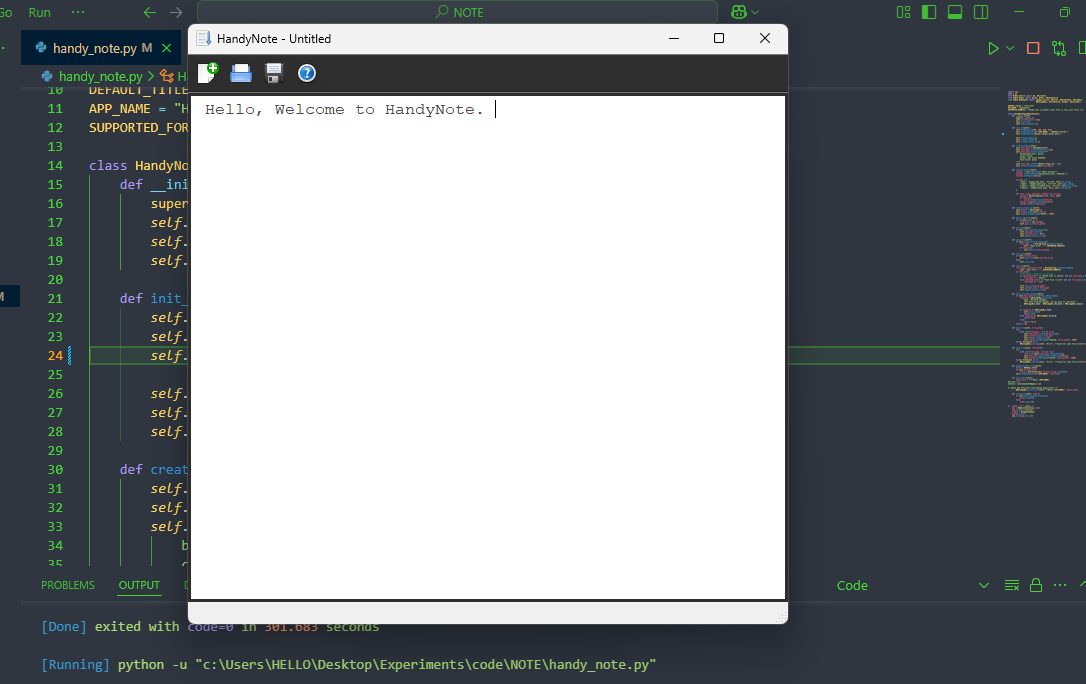 Go Run ··· NOTE
handy_note.py M
HandyNote - Untitled
handy_note.py
10 DEFAULT_TITLE
11 APP_NAME = "H
12 SUPPORTED_FOR
13
14 class HandyNo
15 def __ini
16 super
17 self.
18 self.
19 self.
20
21 def init_
22 self.
23 self.
24 self.
25
26 self.
27 self.
28 self.
29
30 def creat
31 self.
32 self.
33 self.
34 b
35
Hello, Welcome to HandyNote.
M
PROBLEMS OUTPUT Code
[Done] exited with code=0 in 301.683 seconds
[Running] python -u "c:\Users\HELLO\Desktop\Experiments\code\NOTE\handy_note.py"